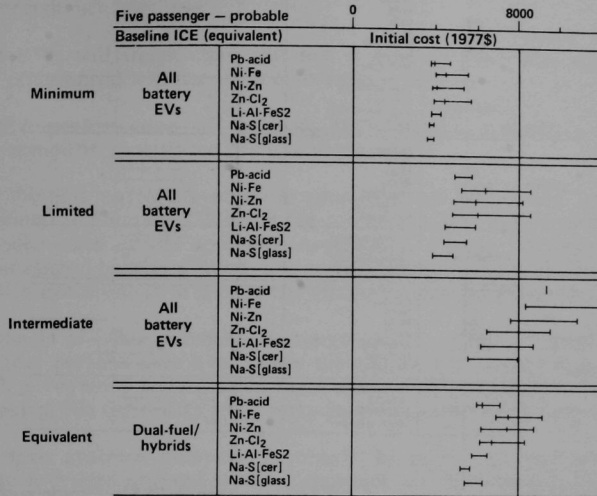 Five passenger — probable
0 8000
Baseline ICE (equivalent) Initial cost (1977$)
Minimum
All
battery
EVs
Pb-acid
Ni-Fe
Ni-Zn
Zn-Cl₂
Li-Al-FeS2
Na-S[cer]
Na-S[glass]
Limited
All
battery
EVs
Pb-acid
Ni-Fe
Ni-Zn
Zn-Cl₂
Li-Al-FeS2
Na-S[cer]
Na-S[glass]
Intermediate
All
battery
EVs
Pb-acid
Ni-Fe
Ni-Zn
Zn-Cl₂
Li-Al-FeS2
Na-S[cer]
Na-S[glass]
Equivalent
Dual-fuel/
hybrids
Pb-acid
Ni-Fe
Ni-Zn
Zn-Cl₂
Li-Al-FeS2
Na-S[cer]
Na-S[glass]